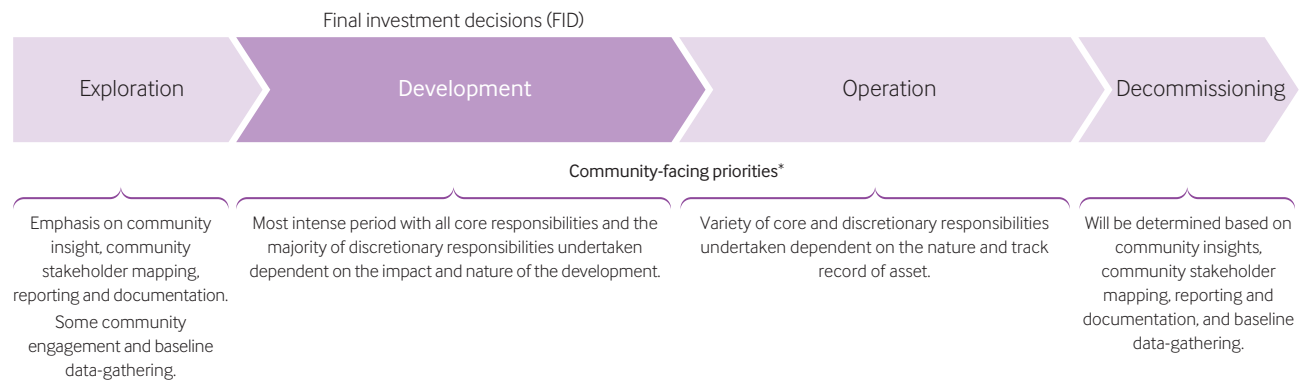 Final investment decisions (FID)
Exploration
Development
Operation
Decommissioning
Community-facing priorities*
Emphasis on community
insight, community
stakeholder mapping,
reporting and documentation.
Some community
engagement and baseline
data-gathering.
Most intense period with all core responsibilities and the
majority of discretionary responsibilities undertaken
dependent on the impact and nature of the development.
Variety of core and discretionary responsibilities
undertaken dependent on the nature and track
record of asset.
Will be determined based on
community insights,
community stakeholder
mapping, reporting and
documentation, and baseline
data-gathering.